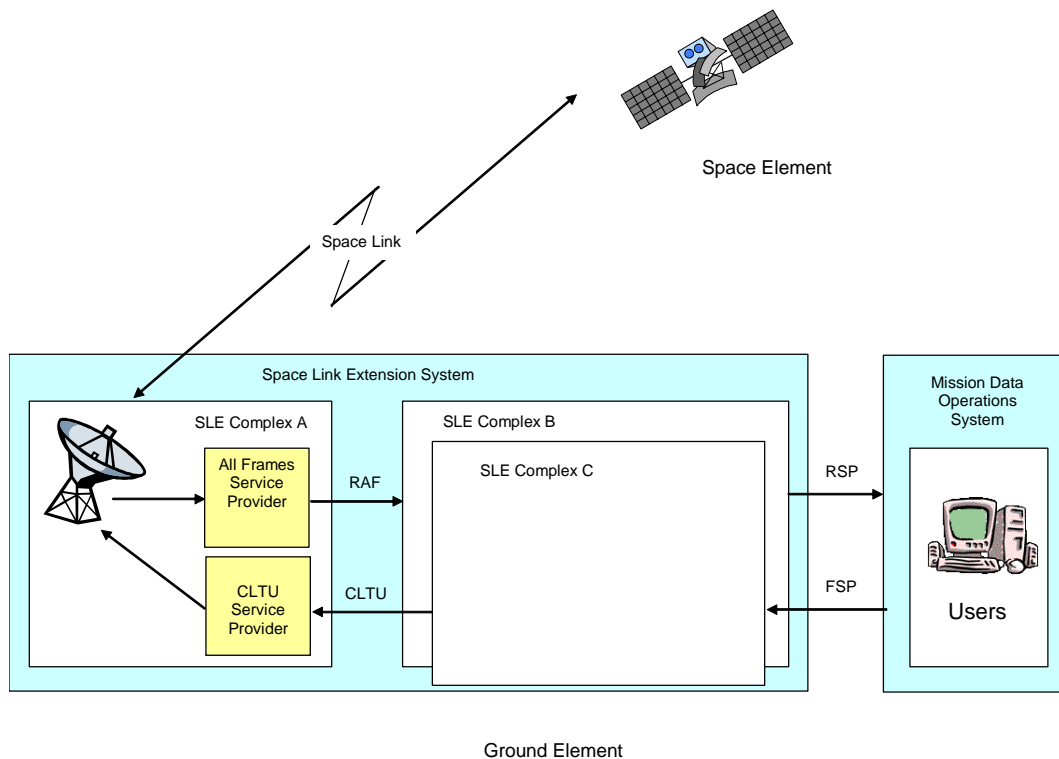 Space Element
Space Link
Space Link Extension System
Mission Data
Operations
System
SLE Complex A
SLE Complex B
SLE Complex C
All Frames
Service
Provider
RAF
RSP
CLTU
Service
Provider
CLTU
FSP
Users
Ground Element